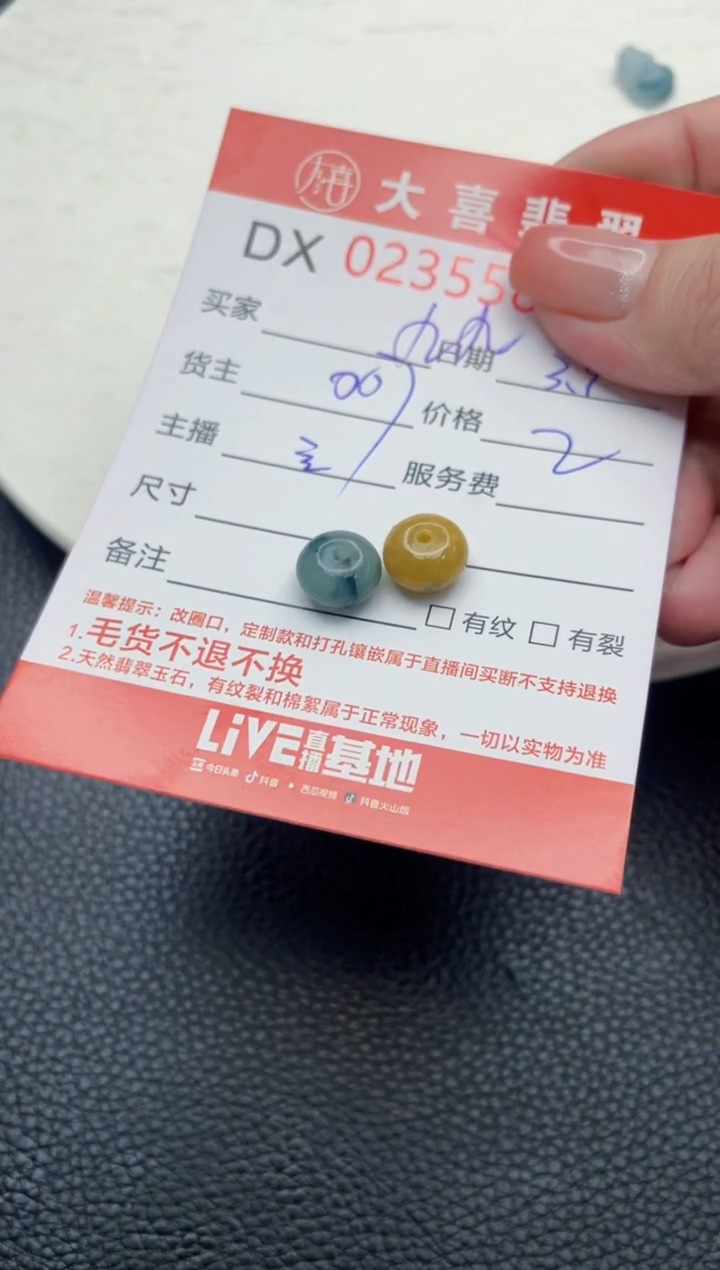 大喜翡翠
DX 02355
买家 日期
货主 00 价格 2
主播 服务费
尺寸
备注 □ 有纹 □ 有裂
温馨提示：改圈口，定制款和打孔镶嵌属于直播间买断不支持退换
1.毛货不退不换
2.天然翡翠玉石，有纹裂和棉絮属于正常现象，一切以实物为准
LiVE直播基地
今日头条 抖音 西瓜视频 抖音火山版